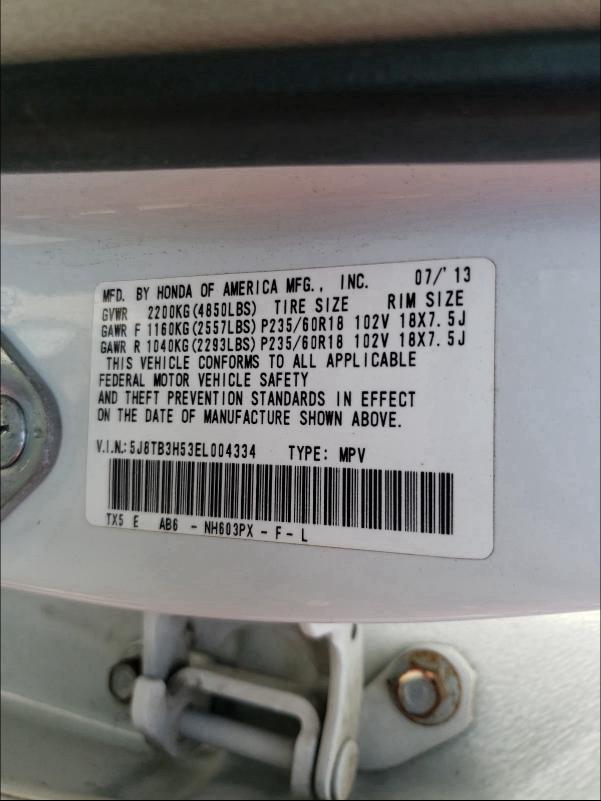 MFD. BY HONDA OF AMERICA MFG., INC. 07/'13
GVWR 2200KG(4850LBS) TIRE SIZE RIM SIZE
GAWR F 1160KG(2557LBS) P235/60R18 102V 18X7.5J
GAWR R 1040KG(2293LBS) P235/60R18 102V 18X7.5J
THIS VEHICLE CONFORMS TO ALL APPLICABLE
FEDERAL MOTOR VEHICLE SAFETY
AND THEFT PREVENTION STANDARDS IN EFFECT
ON THE DATE OF MANUFACTURE SHOWN ABOVE.
V.I.N.: 5J8TB3H53EL004334 TYPE: MPV
TX5 E AB6 - NH603PX - F - L